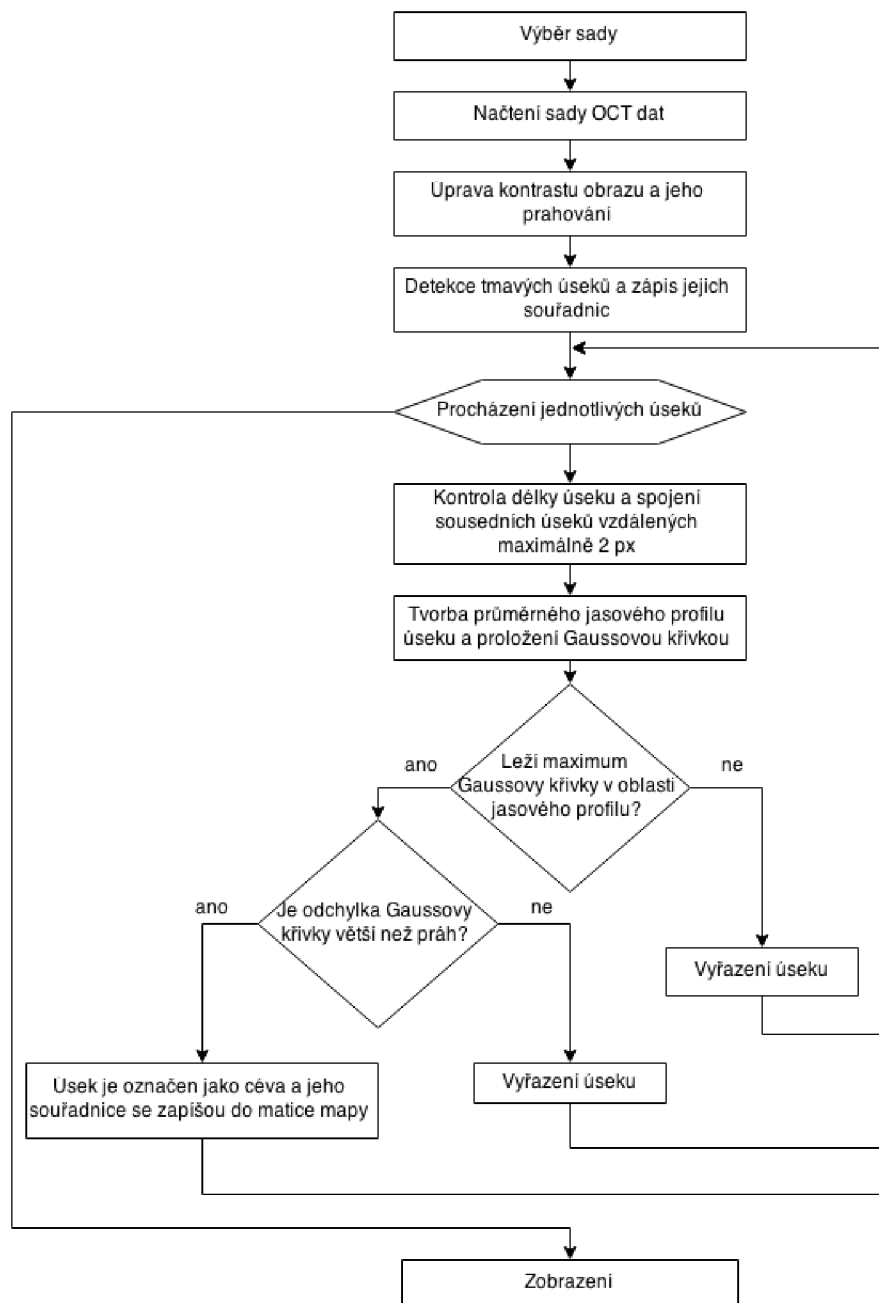 Výběr sady
Načtení sady OCT dat
Úprava kontrastu obrazu a jeho
prahování
Detekce tmavých úseků a zápis jejich
souřadnic
Procházení jednotlivých úseků
Kontrola délky úseku a spojení
sousedních úseků vzdálených
maximálně 2 px
Tvorba průměrného jasového profilu
úseku a proložení Gaussovou křivkou
Leží maximum
Gaussovy křivky v oblasti
jasového profilu?
ano
ne
Je odchylka Gaussovy
křivky větší než práh?
ano
ne
Vyřazení úseku
Úsek je označen jako céva a jeho
souřadnice se zapíšou do matice mapy
Vyřazení úseku
Zobrazení